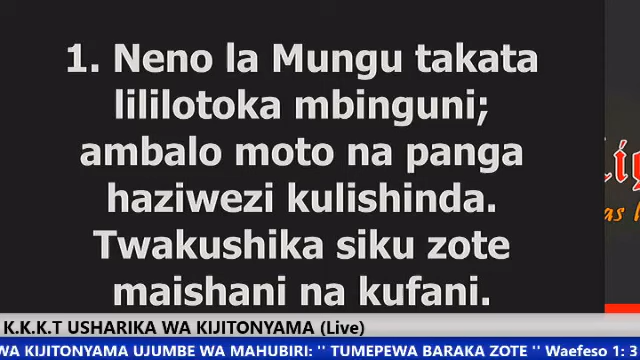 1. Neno la Mungu takata
lililotoka mbinguni;
ambalo moto na panga
haziwezi kulishinda.
Twakushika siku zote
maishani na kufani.
K.K.K.T USHARIKA WA KIJITONYAMA (Live)
WA KIJITONYAMA UJUMBE WA MAHUBIRI: '' TUMEPEWA BARAKA ZOTE '' Waefeso 1: 3